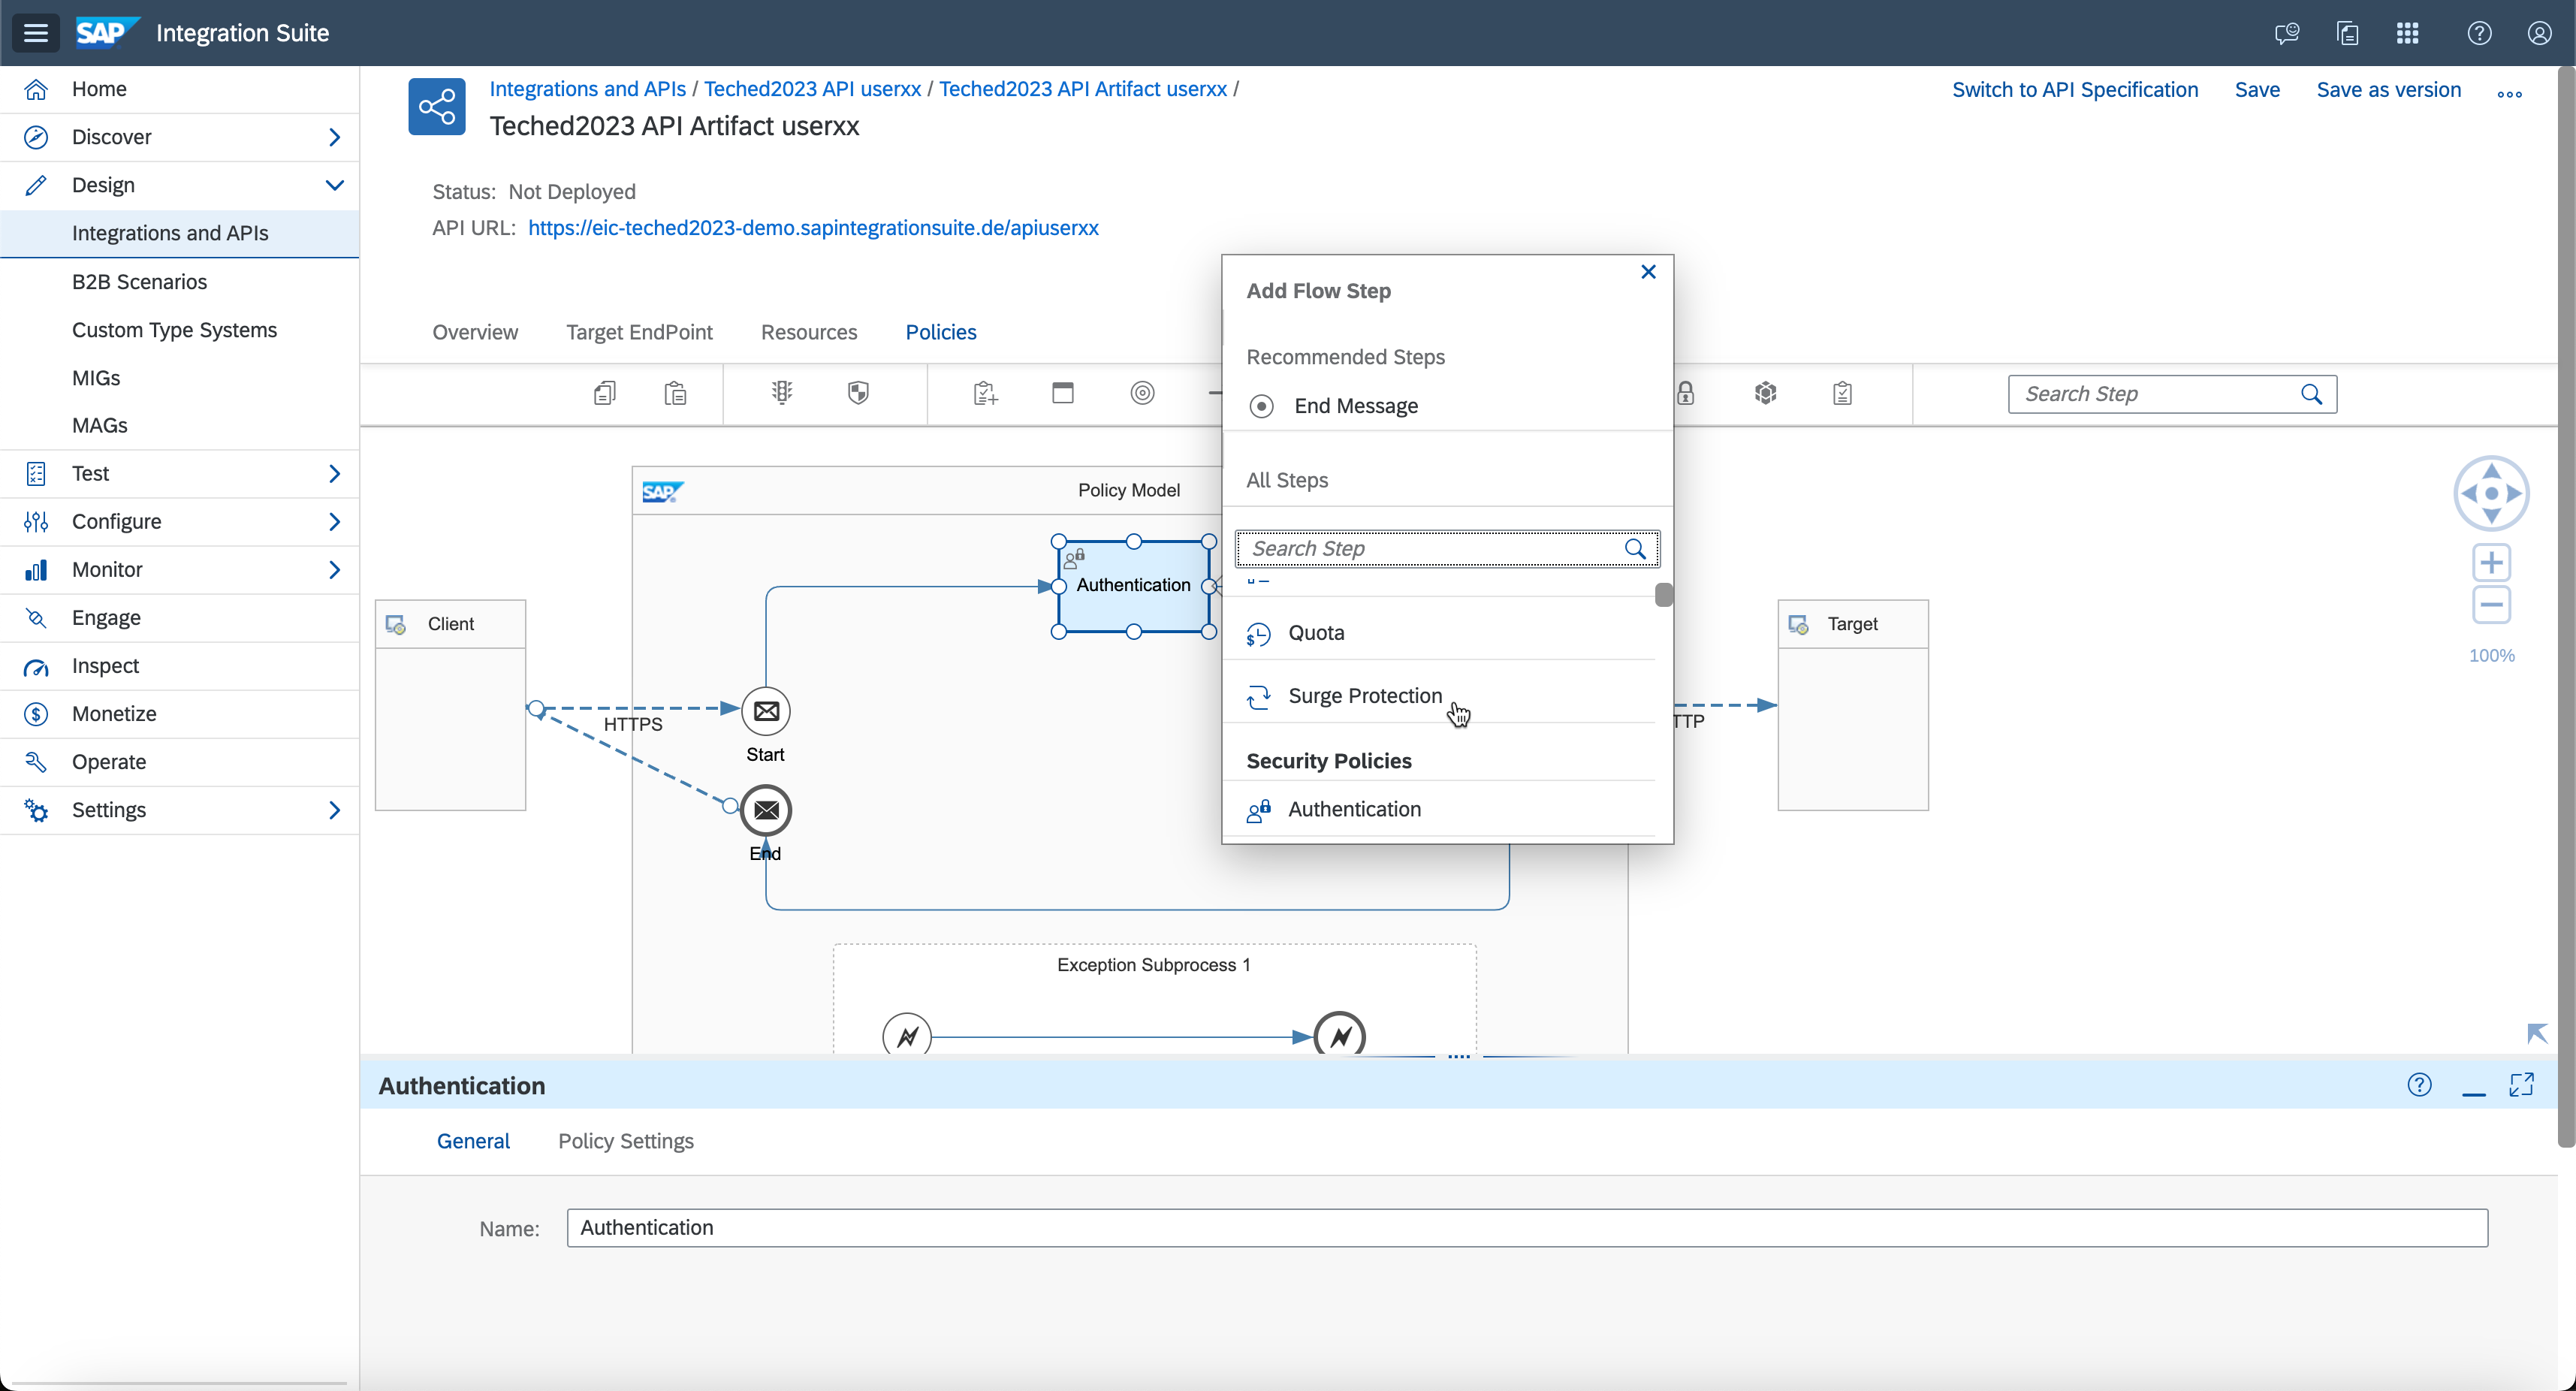 SAP Integration Suite
Home
Discover
Design
Integrations and APIs
B2B Scenarios
Custom Type Systems
MIGs
MAGs
Test
Configure
Monitor
Engage
Inspect
$ Monetize
Operate
Settings
Integrations and APIs / Teched2023 API userxx / Teched2023 API Artifact userxx /
Teched2023 API Artifact userxx
Switch to API Specification Save Save as version
Status: Not Deployed
API URL: https://eic-teched2023-demo.sapintegrationsuite.de/apiuserxx
Overview Target EndPoint Resources Policies
Search Step
SAP Policy Model
Authentication
Client
HTTPS
Start
End
Exception Subprocess 1
Add Flow Step
Recommended Steps
End Message
All Steps
Search Step
Quota
Surge Protection
Security Policies
Authentication
TTP
Target
100%
Authentication
General Policy Settings
Name: Authentication